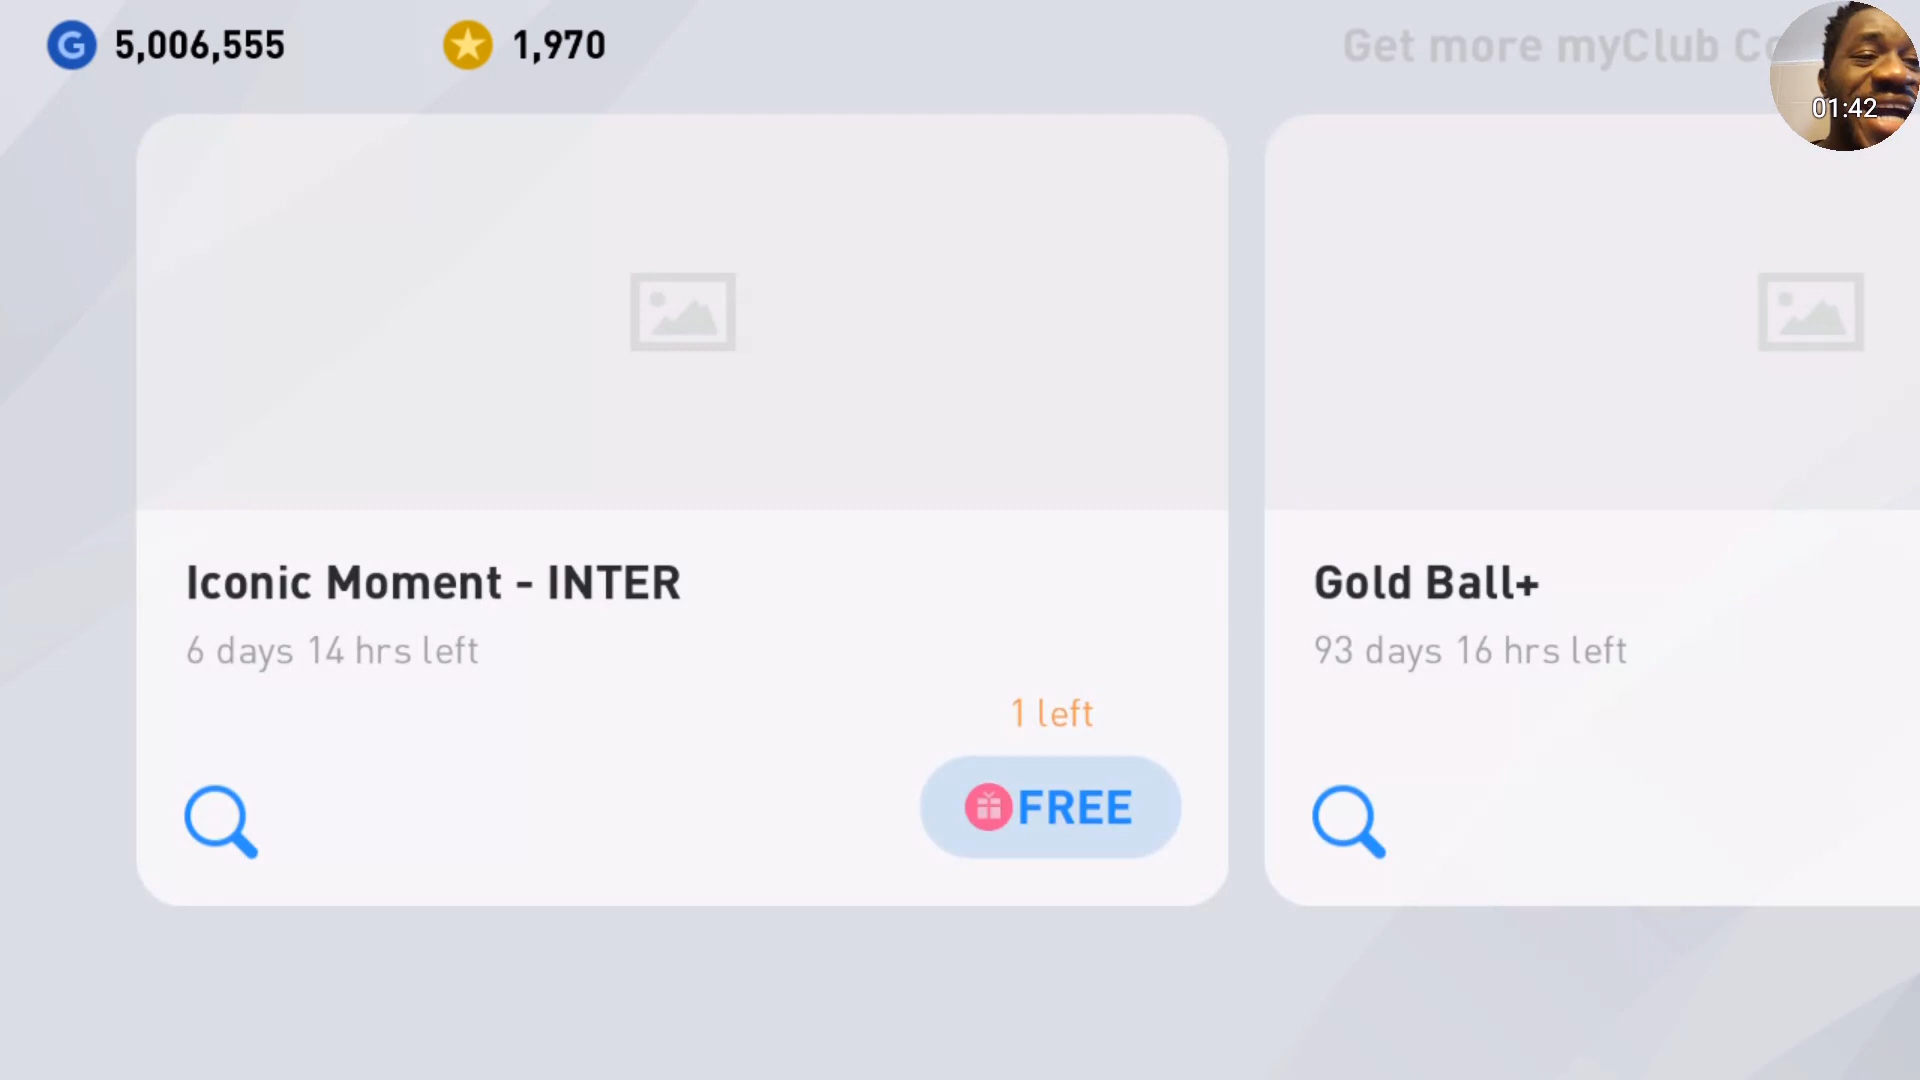 G 5,006,555
1,970
Get more myClub
01:42
Iconic Moment - INTER
6 days 14 hrs left
1 left
FREE
Gold Ball+
93 days 16 hrs left